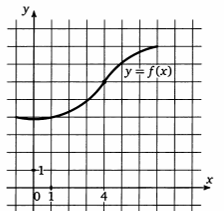 y
y = f(x)
1
x
0 1 4